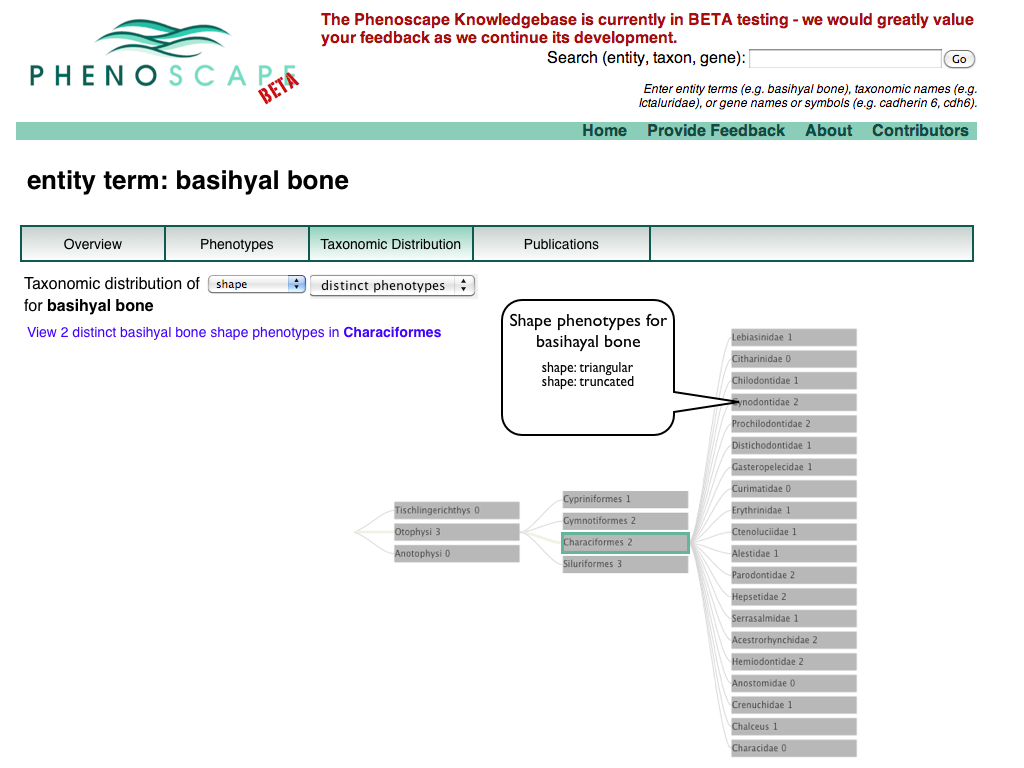 The Phenoscape Knowledgebase is currently in BETA testing - we would greatly value
your feedback as we continue its development.
PHENOSCAPE
BETA
Search (entity, taxon, gene):
Go
Enter entity terms (e.g. basihyal bone), taxonomic names (e.g.
Ictaluridae), or gene names or symbols (e.g. cadherin 6, cdh6).
Home Provide Feedback About Contributors
entity term: basihyal bone
Overview Phenotypes Taxonomic Distribution Publications
Taxonomic distribution of shape distinct phenotypes
for basihyal bone
View 2 distinct basihyal bone shape phenotypes in Characiformes
Shape phenotypes for
basihayal bone
shape: triangular
shape: truncated
Tischlingerichthys 0
Otophysi 3
Anotophysi 0
Cypriniformes 1
Gymnotiformes 2
Characiformes 2
Siluriformes 3
Lebiasinidae 1
Citharinidae 0
Chilodontidae 1
ynodontidae 2
Prochilodontidae 2
Distichodontidae 1
Gasteropelecidae 1
Curimatidae 0
Erythrinidae 1
Ctenoluciidae 1
Alestidae 1
Parodontidae 2
Hepsetidae 2
Serrasalmidae 1
Acestrorhynchidae 2
Hemiodontidae 2
Anostomidae 0
Crenuchidae 1
Chalceus 1
Characidae 0